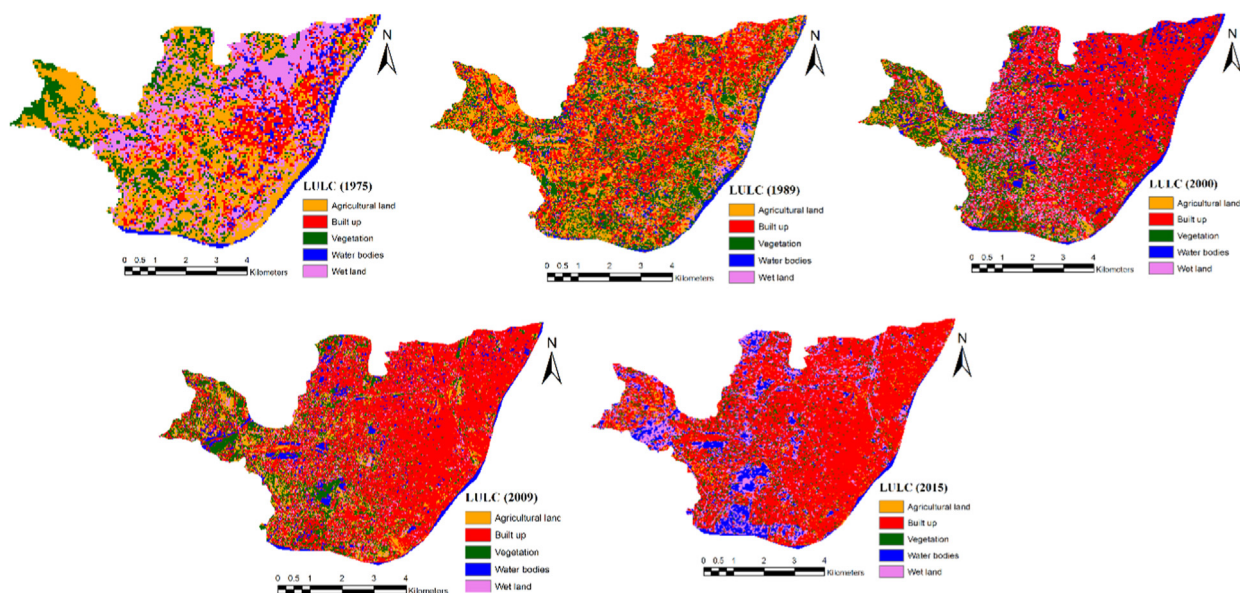 N
LULC (1975)
Agricultural land
Built up
Vegetation
Water bodies
Wet land
0 0.5 1 2 3 4
Kilometers
N
LULC (1989)
Agricultural land
Built up
Vegetation
Water bodies
Wet land
0 0.5 1 2 3 4
Kilometers
N
LULC (2000)
Agricultural land
Built up
Vegetation
Water bodies
Wet land
0 0.5 1 2 3 4
Kilometers
N
LULC (2009)
Agricultural land
Built up
Vegetation
Water bodies
Wet land
0 0.5 1 2 3 4
Kilometers
N
LULC (2015)
Agricultural land
Built up
Vegetation
Water bodies
Wet land
0 0.5 1 2 3 4
Kilometers